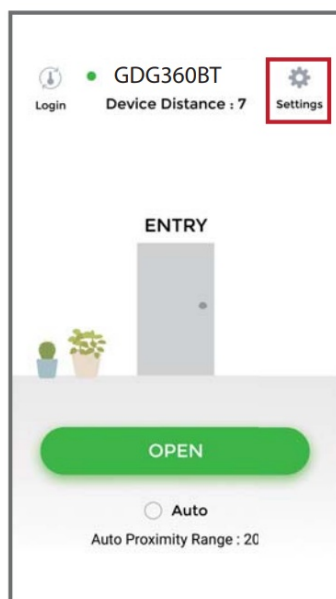 GDG360BT
Login
Device Distance : 7
Settings
ENTRY
OPEN
Auto
Auto Proximity Range : 20